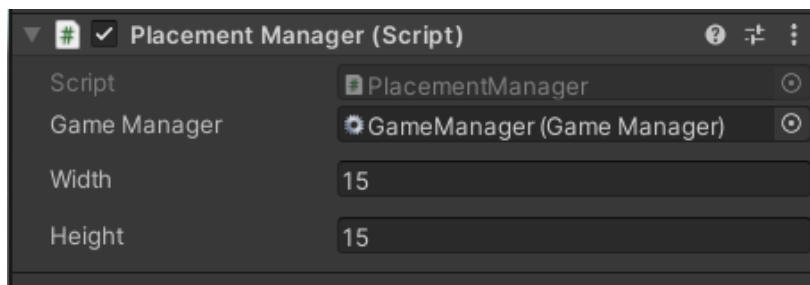 Placement Manager (Script)
Script PlacementManager
Game Manager GameManager (Game Manager)
Width 15
Height 15